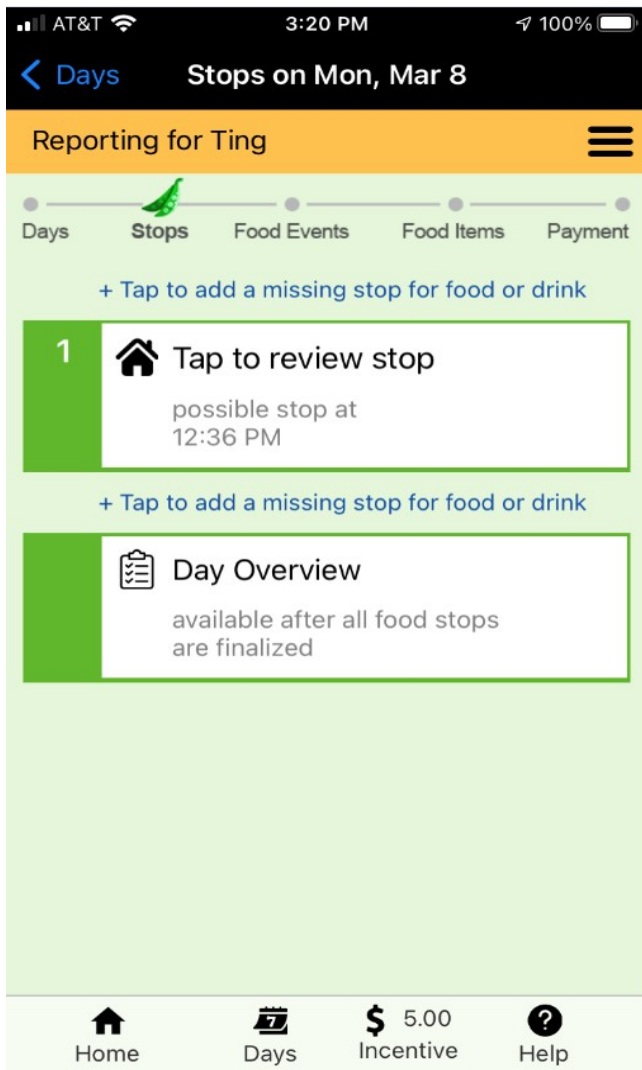 AT&T 3:20 PM 100%
Days Stops on Mon, Mar 8
Reporting for Ting
Days Stops Food Events Food Items Payment
+ Tap to add a missing stop for food or drink
1 Tap to review stop
possible stop at
12:36 PM
+ Tap to add a missing stop for food or drink
Day Overview
available after all food stops
are finalized
7 $ 5.00 ?
Home Days Incentive Help